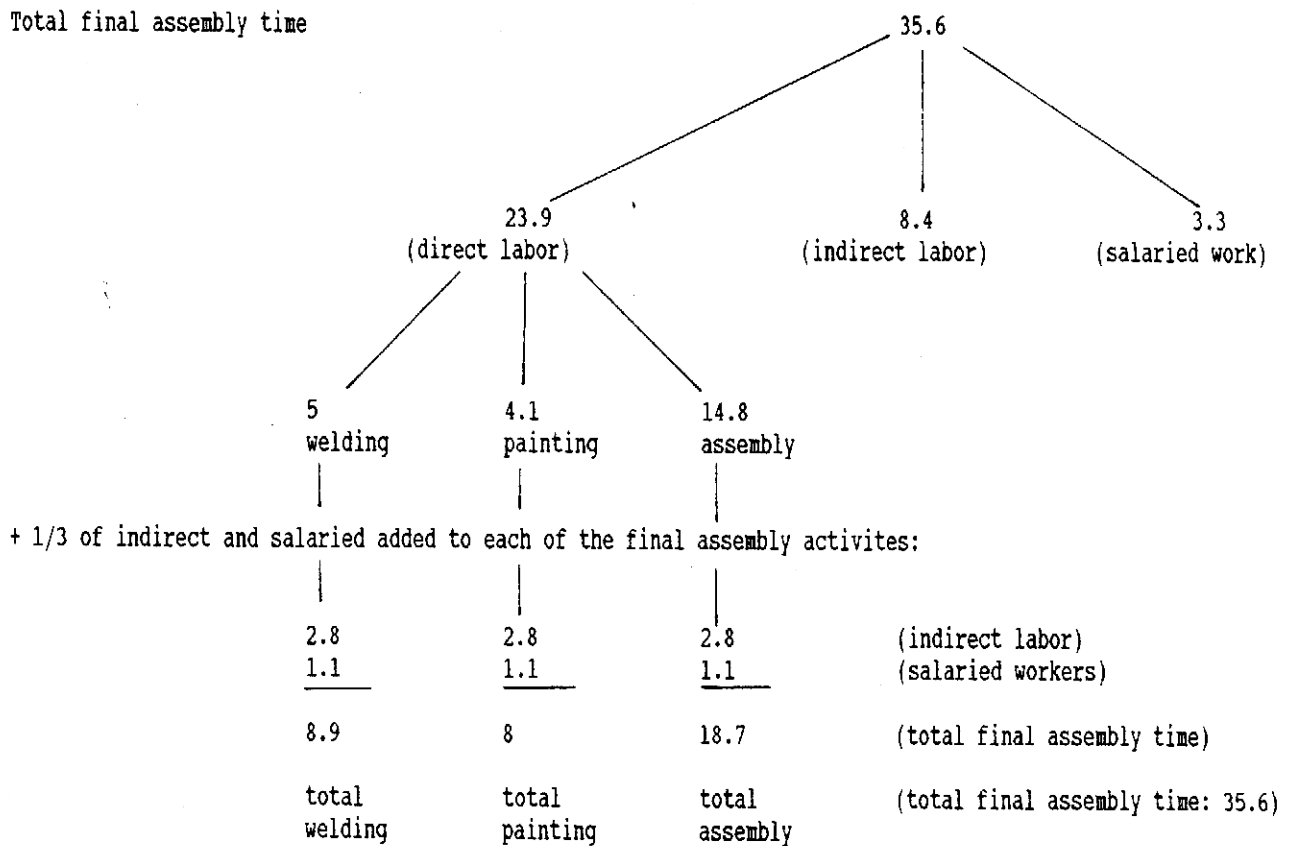 Total final assembly time 35.6
23.9 8.4 3.3
(direct labor) (indirect labor) (salaried work)
5 4.1 14.8
welding painting assembly
+ 1/3 of indirect and salaried added to each of the final assembly activites:
2.8 2.8 2.8 (indirect labor)
1.1 1.1 1.1 (salaried workers)
8.9 8 18.7 (total final assembly time)
total total total (total final assembly time: 35.6)
welding painting assembly